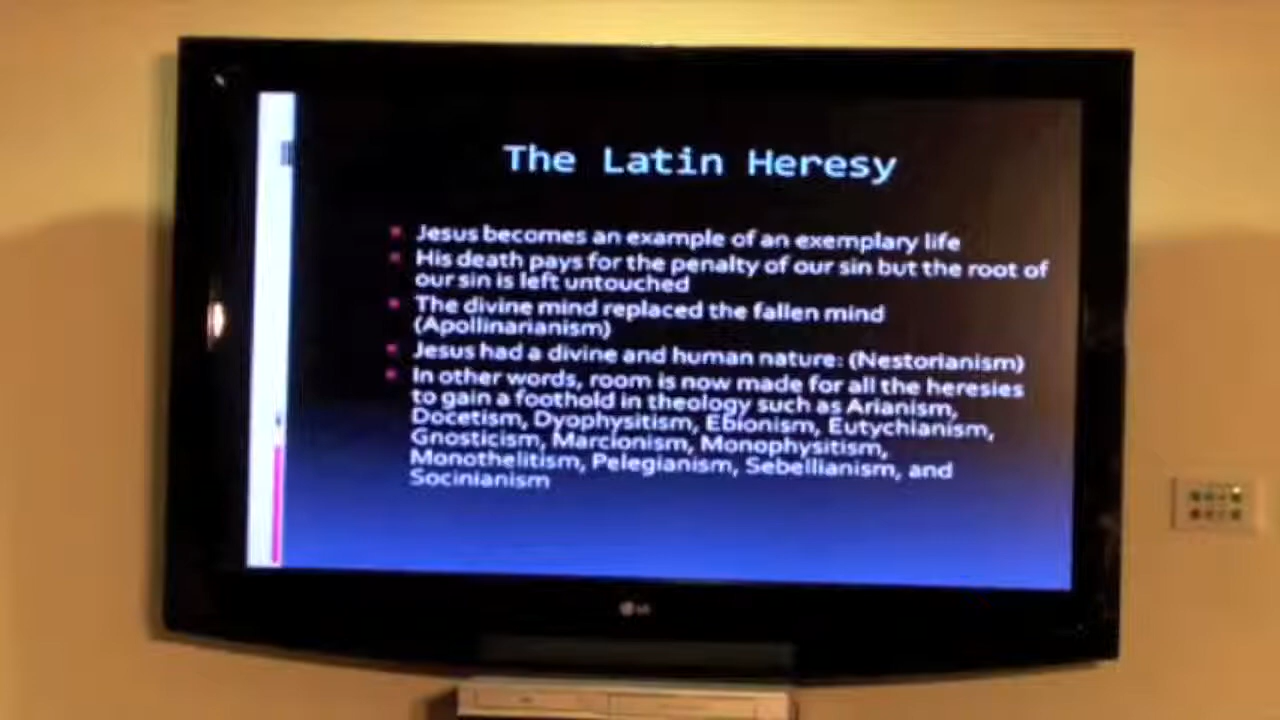 The Latin Heresy
Jesus becomes an example of an exemplary life
His death pays for the penalty of our sin but the root of
our sin is left untouched
The divine mind replaced the fallen mind
(Apollinarianism)
Jesus had a divine and human nature: (Nestorianism)
In other words, room is now made for all the heresies
to gain a foothold in theology such as Arianism,
Docetism, Dyophysitism, Ebionism, Eutychianism,
Gnosticism, Marcionism, Monophysitism,
Monothelitism, Pelegianism, Sebellianism, and
Socinianism
LG